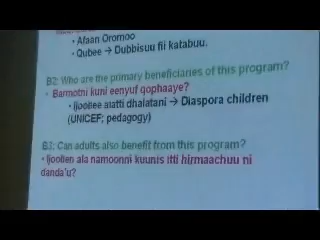 • Afaan Oromoo
• Qubee → Dubbisuu fii katabuu.
B2: Who are the primary beneficiaries of this program?
• Barmotni kuni eenyuf qophaaye?
• Ijoollee alatti dhalatani → Diaspora children
(UNICEF; pedagogy)
B3: Can adults also benefit from this program?
• Ijoollen ala namoonni kuunis itti hirmaachuu ni
danda'u?